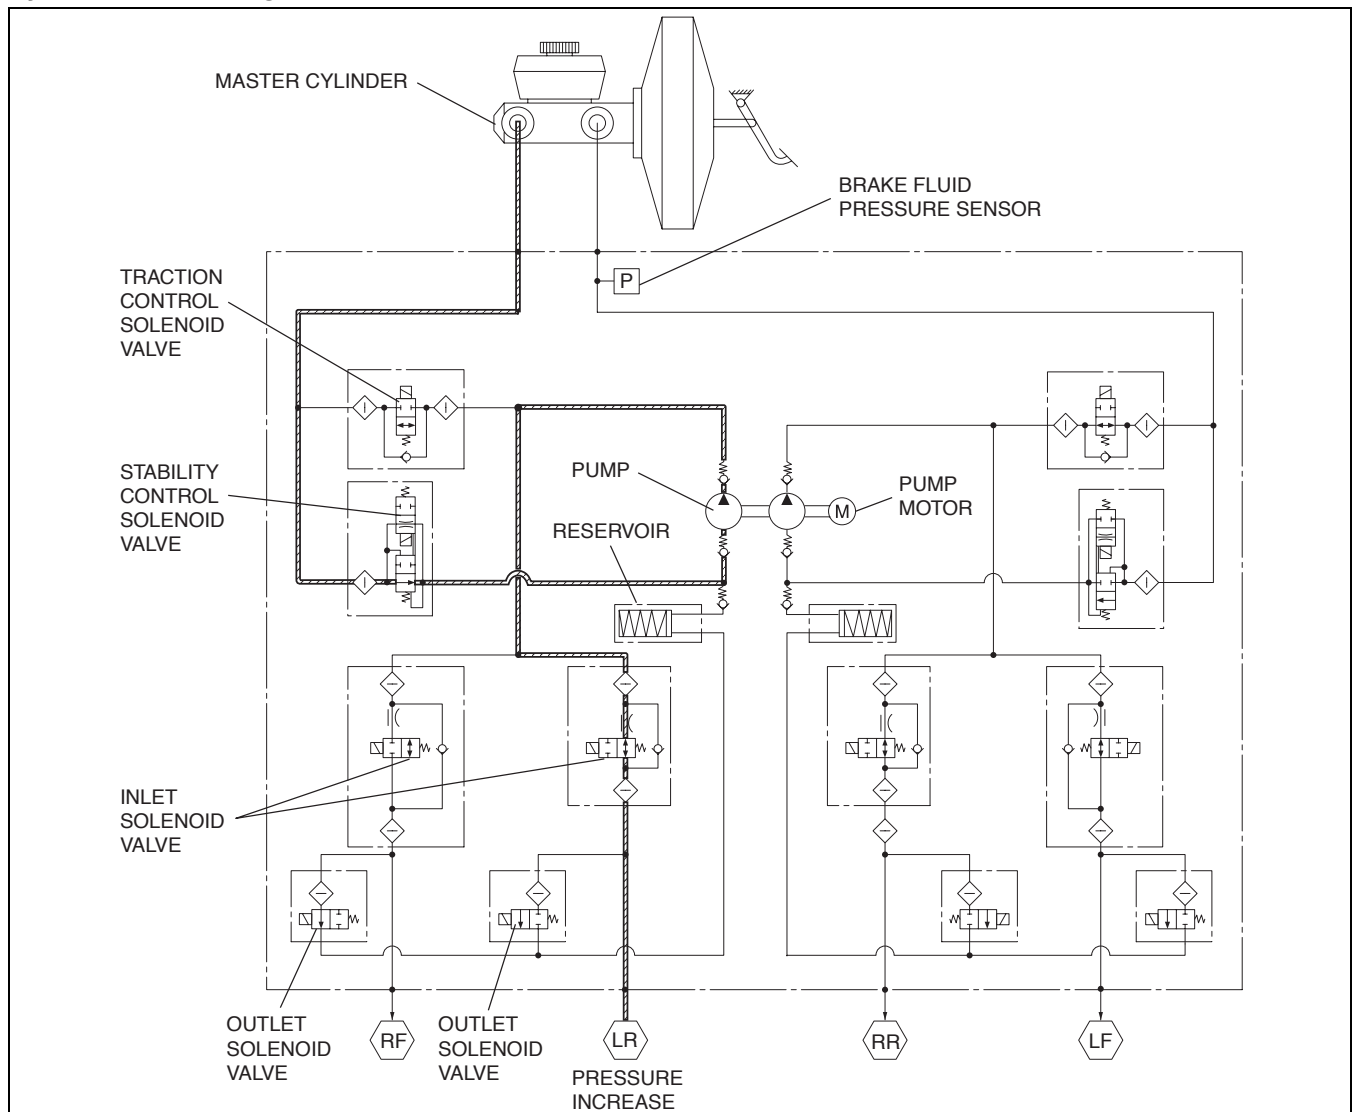 MASTER CYLINDER
BRAKE FLUID
PRESSURE SENSOR
P
TRACTION
CONTROL
SOLENOID
VALVE
STABILITY
CONTROL
SOLENOID
VALVE
PUMP
RESERVOIR
M
PUMP
MOTOR
INLET
SOLENOID
VALVE
OUTLET
SOLENOID
VALVE
RF
OUTLET
SOLENOID
VALVE
LR
PRESSURE
INCREASE
RR
LF